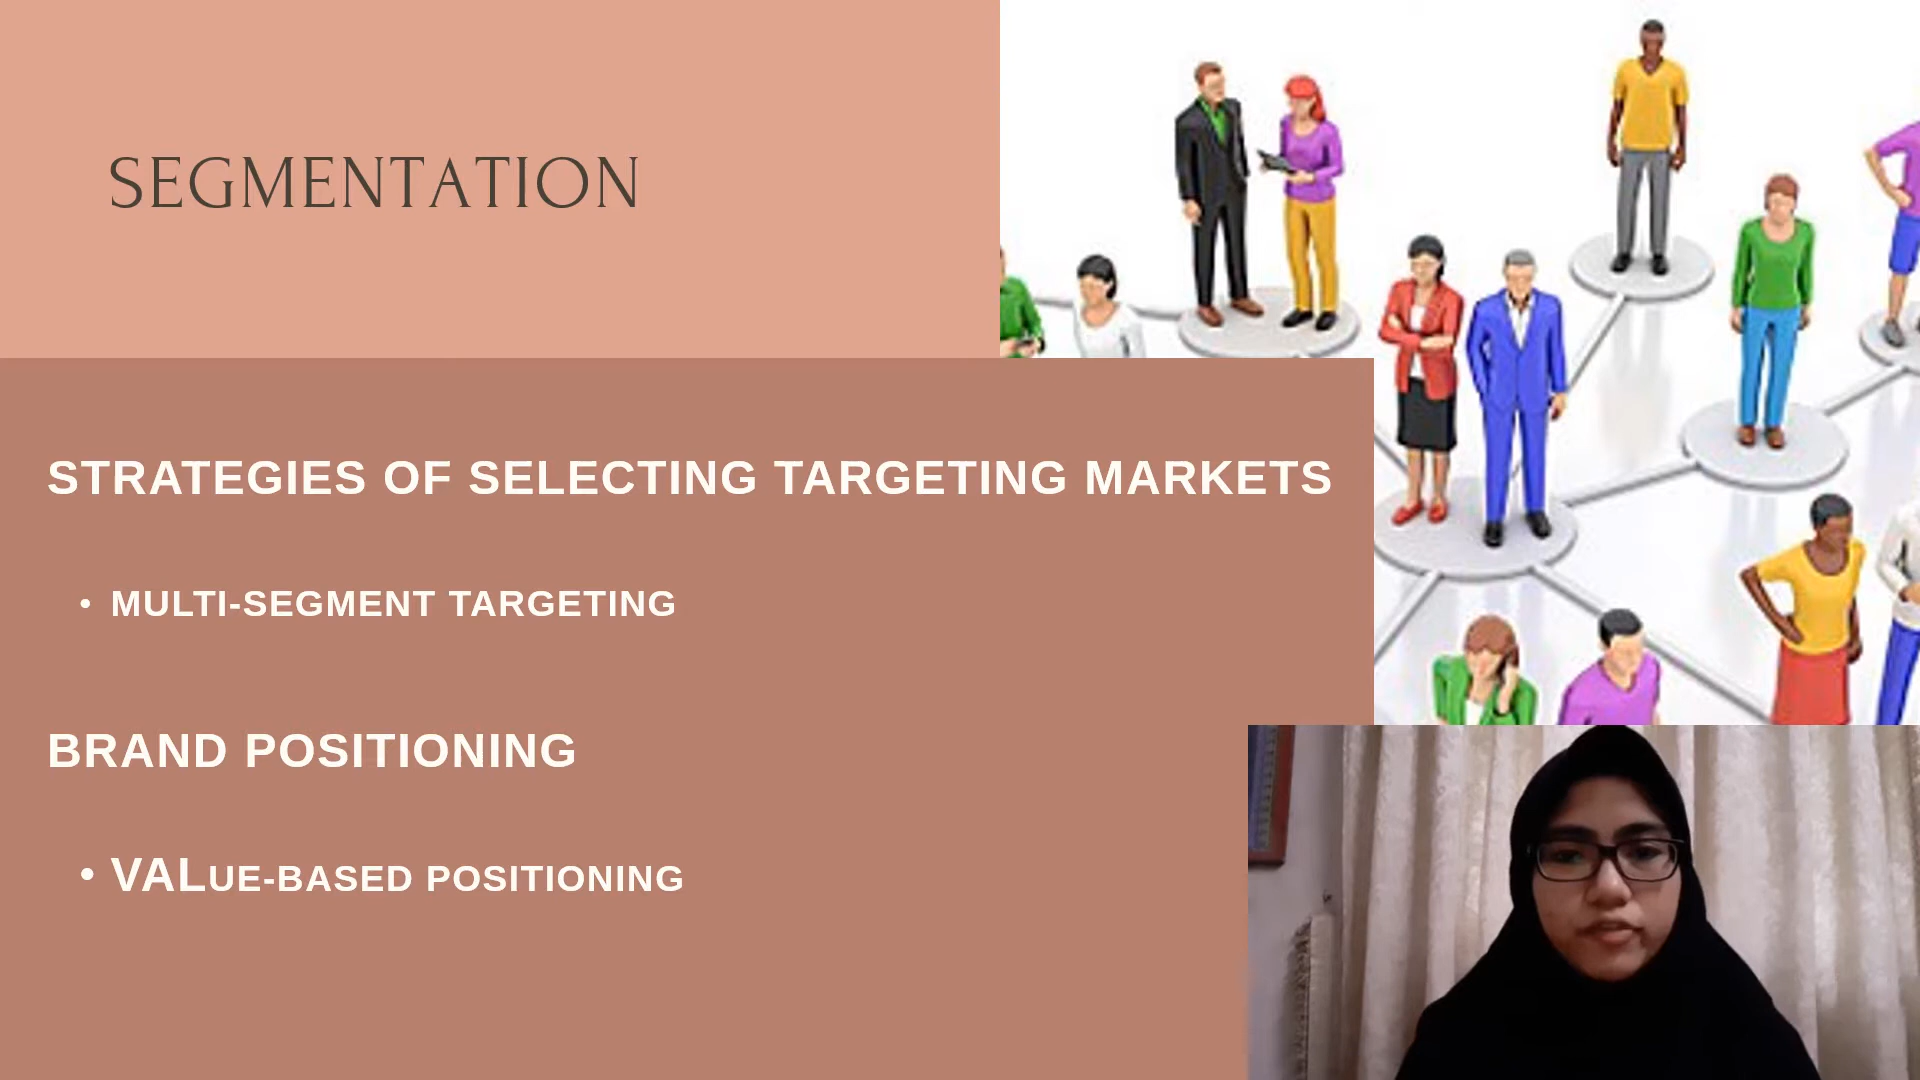 SEGMENTATION
STRATEGIES OF SELECTING TARGETING MARKETS
• MULTI-SEGMENT TARGETING
BRAND POSITIONING
• VALUE-BASED POSITIONING